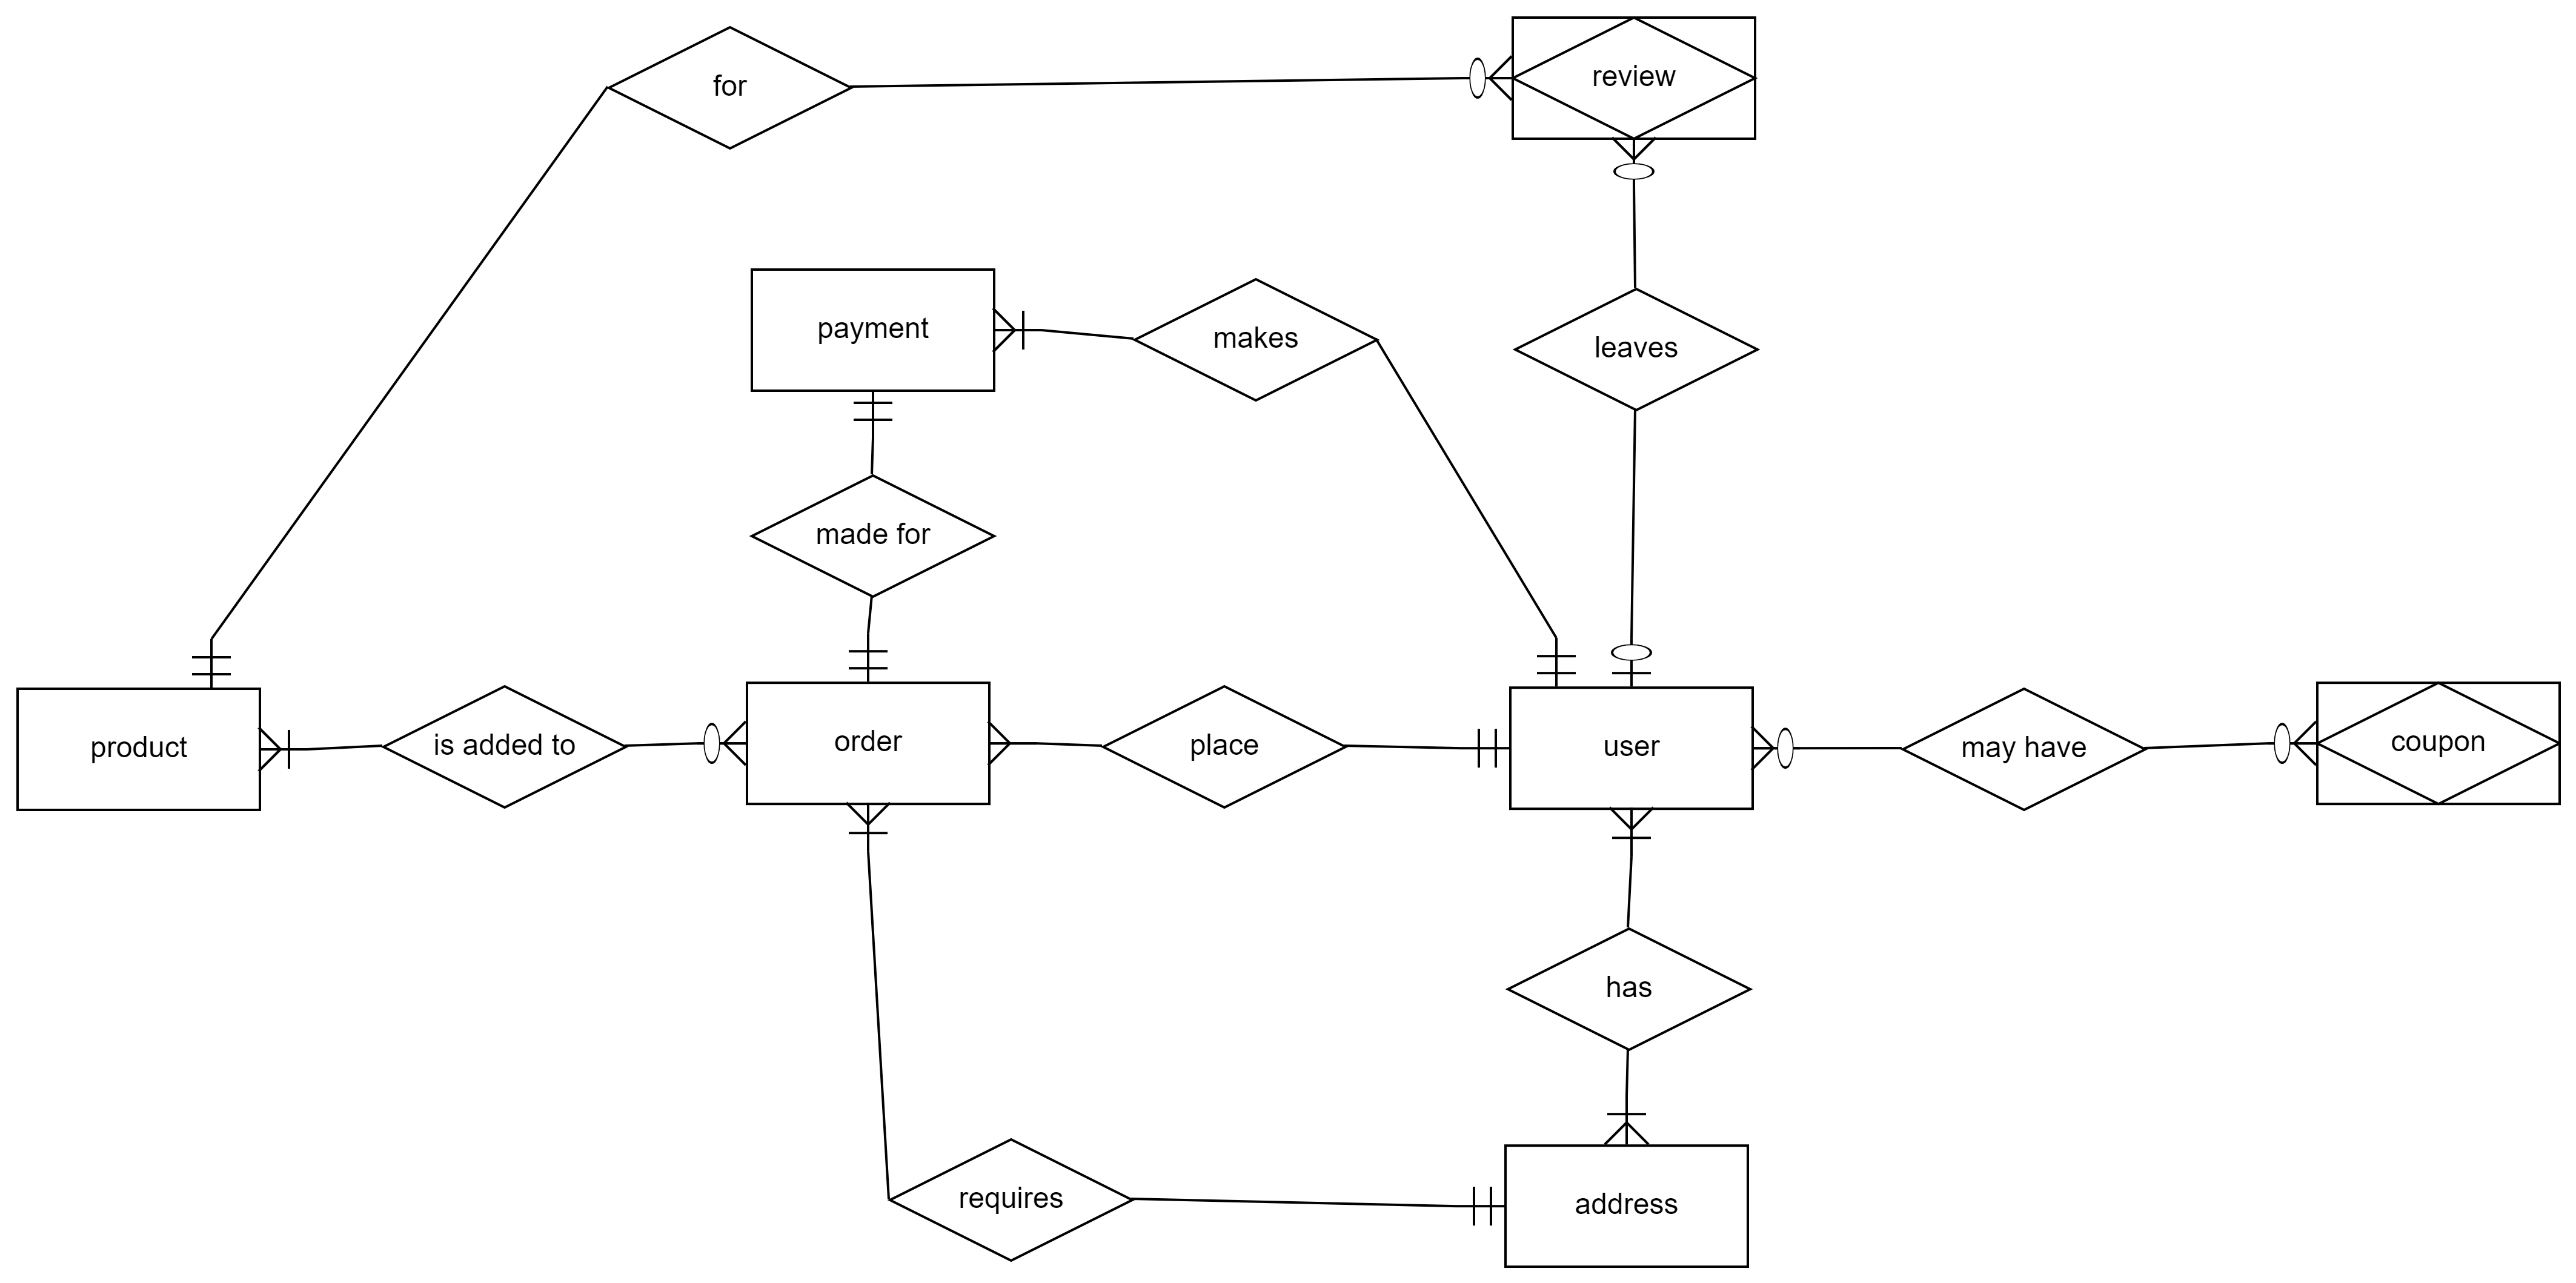 for
review
payment
makes
leaves
made for
product
is added to
order
place
user
may have
coupon
has
requires
address